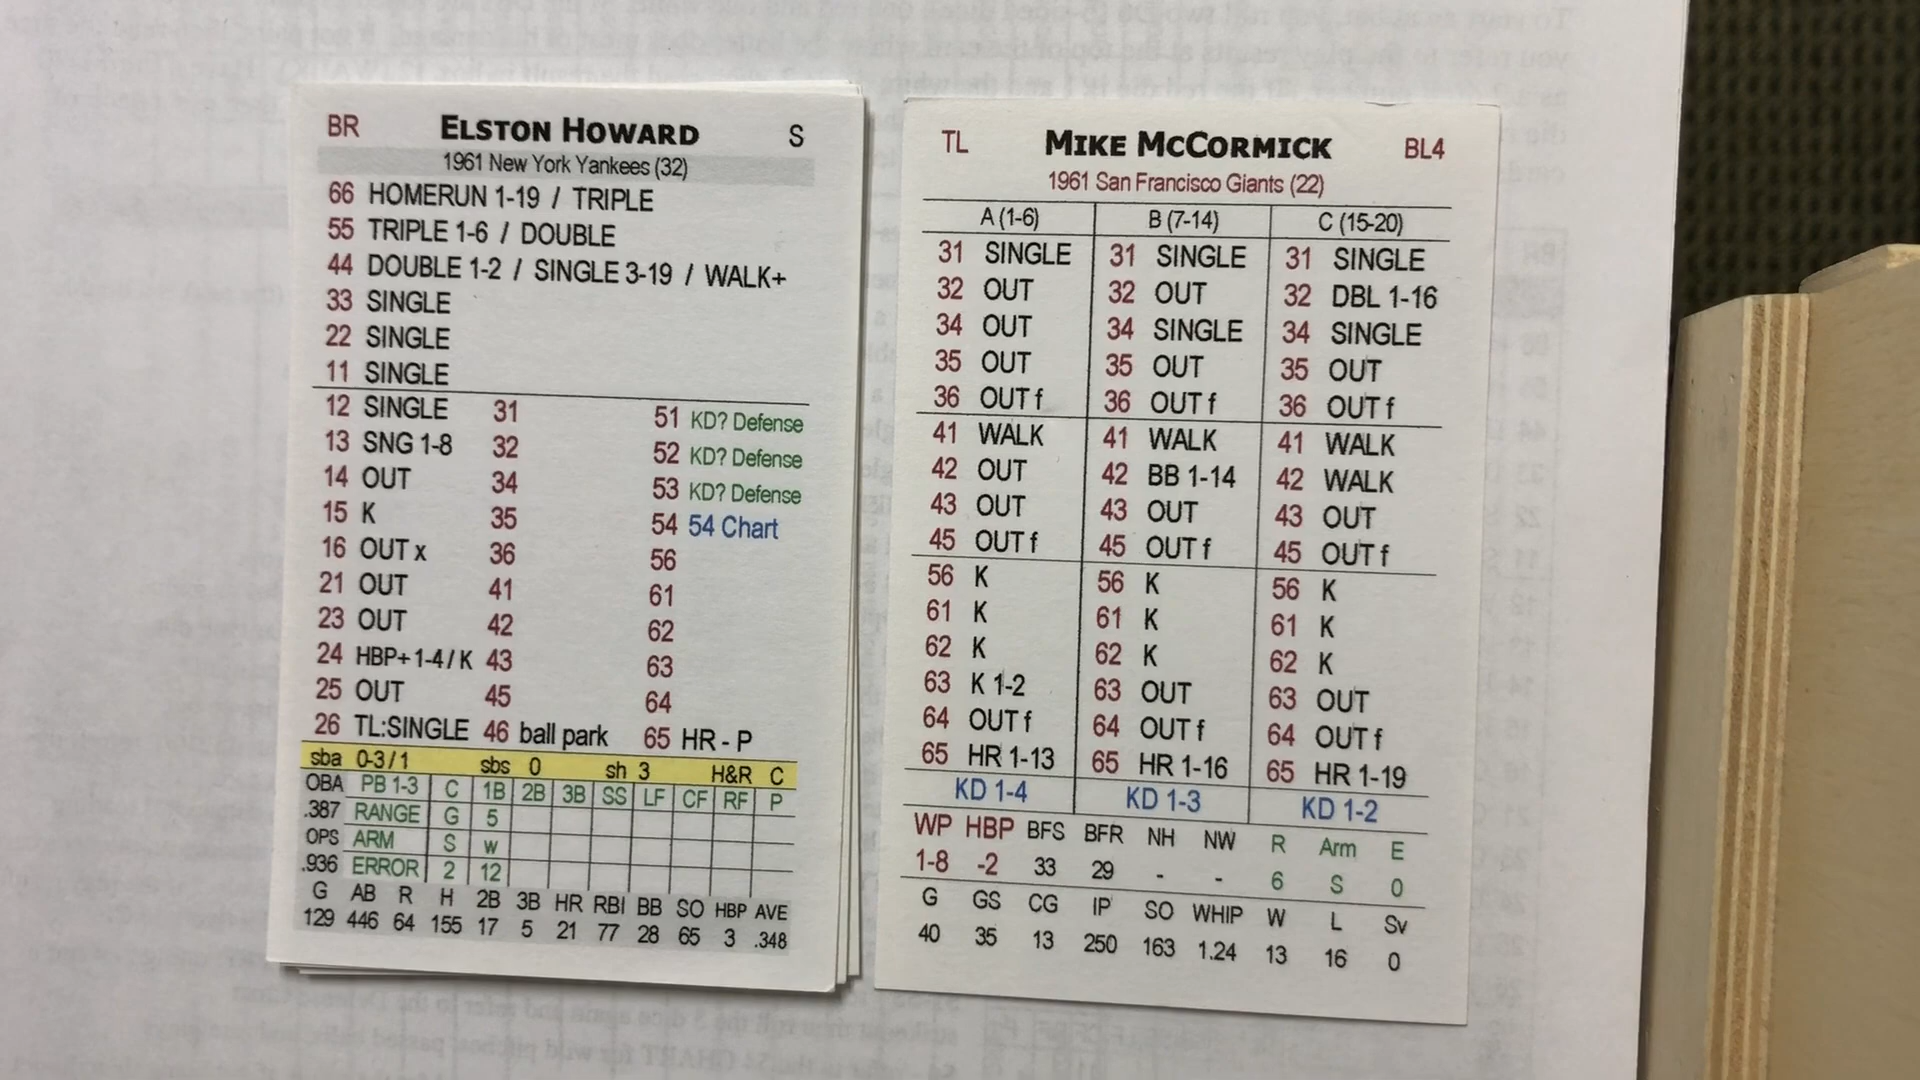 BR ELSTON HOWARD S
1961 New York Yankees (32)
66 HOMERUN 1-19 / TRIPLE
55 TRIPLE 1-6 / DOUBLE
44 DOUBLE 1-2 / SINGLE 3-19 / WALK+
33 SINGLE
22 SINGLE
11 SINGLE
12 SINGLE 31 51 KD? Defense
13 SNG 1-8 32 52 KD? Defense
14 OUT 34 53 KD? Defense
15 K 35 54 54 Chart
16 OUT x 36 56
21 OUT 41 61
23 OUT 42 62
24 HBP+ 1-4 / K 43 63
25 OUT 45 64
26 TL:SINGLE 46 ball park 65 HR - P
sba 0-3 / 1 sbs 0 sh 3 H&R C
OBA PB 1-3 C 1B 2B 3B SS LF CF RF P
.387 RANGE G 5
OPS ARM S w
.936 ERROR 2 12
G AB R H 2B 3B HR RBI BB SO HBP AVE
129 446 64 155 17 5 21 77 28 65 3 .348
TL MIKE MCCORMICK BL4
1961 San Francisco Giants (22)
A (1-6) B (7-14) C (15-20)
31 SINGLE 31 SINGLE 31 SINGLE
32 OUT 32 OUT 32 DBL 1-16
34 OUT 34 SINGLE 34 SINGLE
35 OUT 35 OUT 35 OUT
36 OUT f 36 OUT f 36 OUT f
41 WALK 41 WALK 41 WALK
42 OUT 42 BB 1-14 42 WALK
43 OUT 43 OUT 43 OUT
45 OUT f 45 OUT f 45 OUT f
56 K 56 K 56 K
61 K 61 K 61 K
62 K 62 K 62 K
63 K 1-2 63 OUT 63 OUT
64 OUT f 64 OUT f 64 OUT f
65 HR 1-13 65 HR 1-16 65 HR 1-19
KD 1-4 KD 1-3 KD 1-2
WP HBP BFS BFR NH NW R Arm E
1-8 -2 33 29 - - 6 S 0
G GS CG IP SO WHIP W L Sv
40 35 13 250 163 1.24 13 16 0